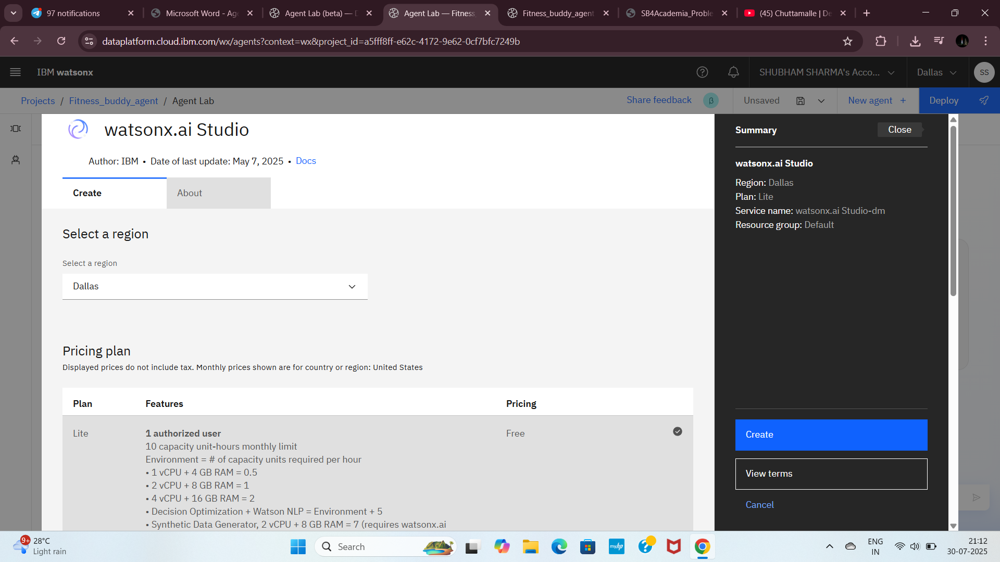 97 notifications
Microsoft Word - Age
Agent Lab (beta) — D
Agent Lab — Fitness_
Fitness_buddy_agent
SB4Academia_Proble
(45) Chuttamalle | De
dataplatform.cloud.ibm.com/wx/agents?context=wx&project_id=a5fff8ff-e62c-4172-9e62-0cf7bfc7249b
IBM watsonx
SHUBHAM SHARMA's Acco...
Dallas
SS
Projects / Fitness_buddy_agent / Agent Lab
Share feedback
β
Unsaved
New agent +
Deploy
watsonx.ai Studio
Author: IBM • Date of last update: May 7, 2025 • Docs
Create
About
Select a region
Select a region
Dallas
Pricing plan
Displayed prices do not include tax. Monthly prices shown are for country or region: United States
Plan Features Pricing
Lite
1 authorized user
Free
10 capacity unit-hours monthly limit
Environment = # of capacity units required per hour
• 1 vCPU + 4 GB RAM = 0.5
• 2 vCPU + 8 GB RAM = 1
• 4 vCPU + 16 GB RAM = 2
• Decision Optimization + Watson NLP = Environment + 5
• Synthetic Data Generator, 2 vCPU + 8 GB RAM = 7 (requires watsonx.ai
Summary
Close
watsonx.ai Studio
Region: Dallas
Plan: Lite
Service name: watsonx.ai Studio-dm
Resource group: Default
Create
View terms
Cancel
9+
28°C
Light rain
Search
myhp
ENG
IN
21:12
30-07-2025